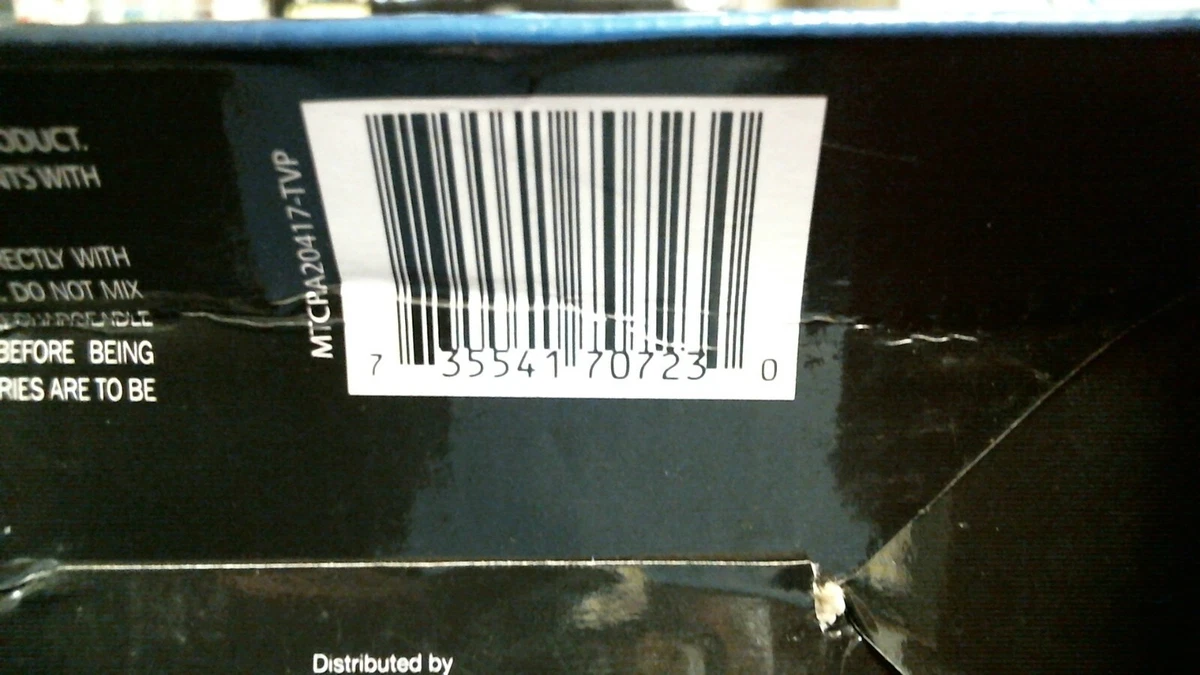 ODUCT.
NTS WITH
RECTLY WITH
. DO NOT MIX
BEFORE BEING
RIES ARE TO BE
MTCPA20417-TVP
7 35541 70723 0
Distributed by